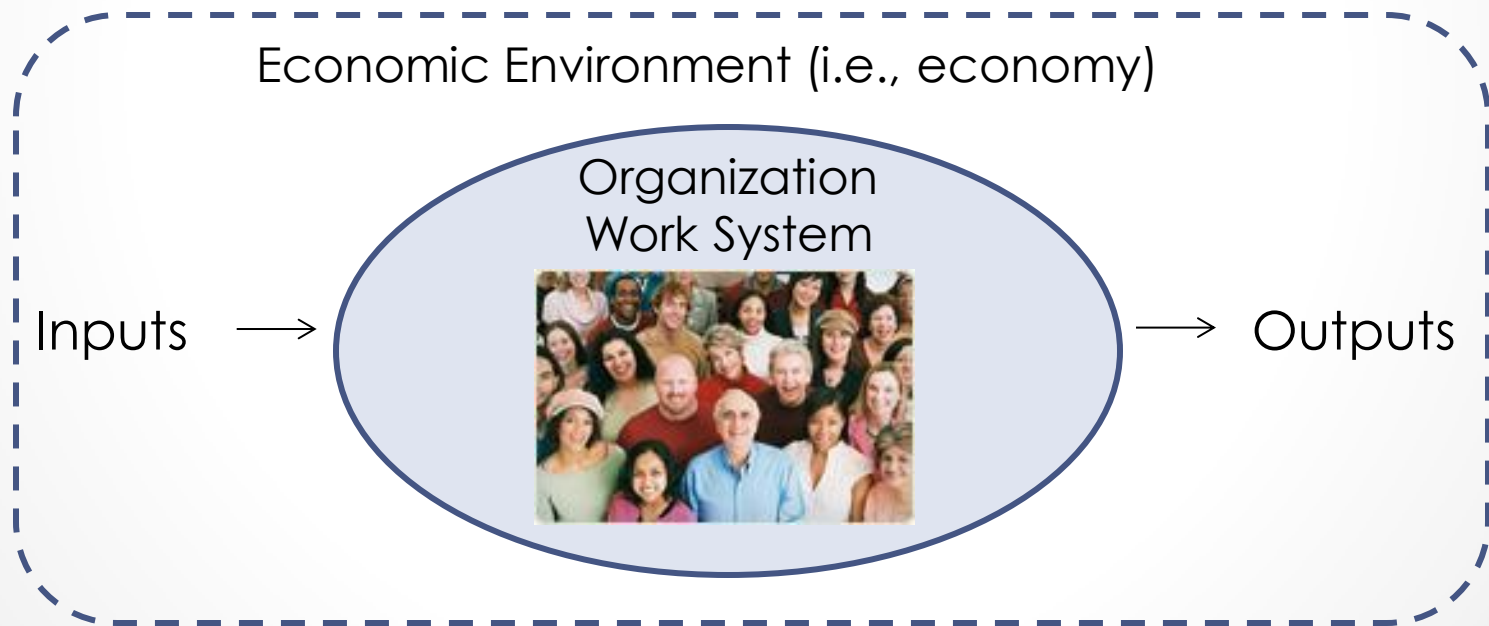 Economic Environment (i.e., economy)
Organization
Work System
Inputs
Outputs